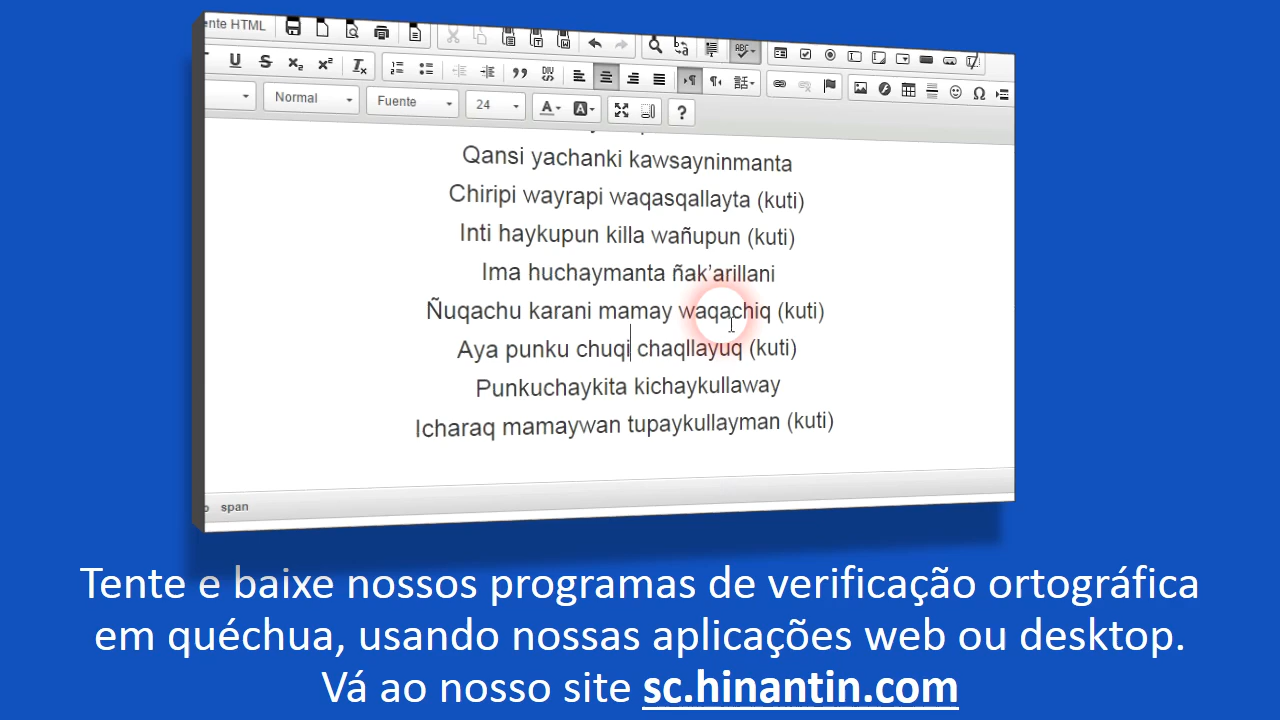 ente HTML
Normal Fuente 24
Qansi yachanki kawsayninmanta
Chiripi wayrapi waqasqallayta (kuti)
Inti haykupun killa wañupun (kuti)
Ima huchaymanta ñak'arillani
Ñuqachu karani mamay waqachiq (kuti)
Aya punku chuqi chaqllayuq (kuti)
Punkuchaykita kichaykullaway
Icharaq mamaywan tupaykullayman (kuti)
span
Tente e baixe nossos programas de verificação ortográfica
em quéchua, usando nossas aplicações web ou desktop.
Vá ao nosso site sc.hinantin.com